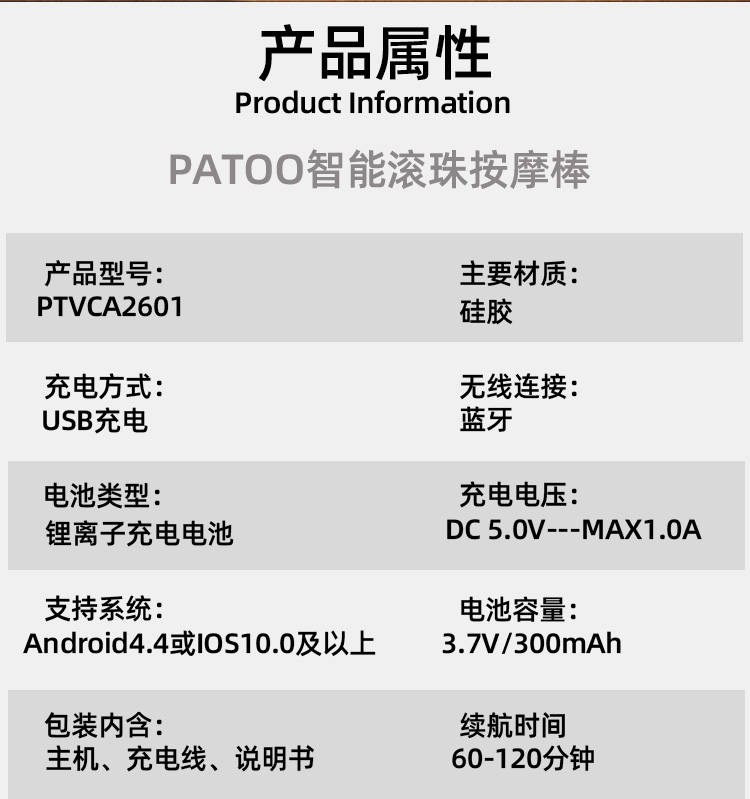 产品属性
Product Information
PATOO智能滚珠按摩棒
产品型号：
PTVCA2601
主要材质：
硅胶
充电方式：
USB充电
无线连接：
蓝牙
电池类型：
锂离子充电电池
充电电压：
DC 5.0V---MAX1.0A
支持系统：
Android4.4或IOS10.0及以上
电池容量：
3.7V/300mAh
包装内含：
主机、充电线、说明书
续航时间
60-120分钟